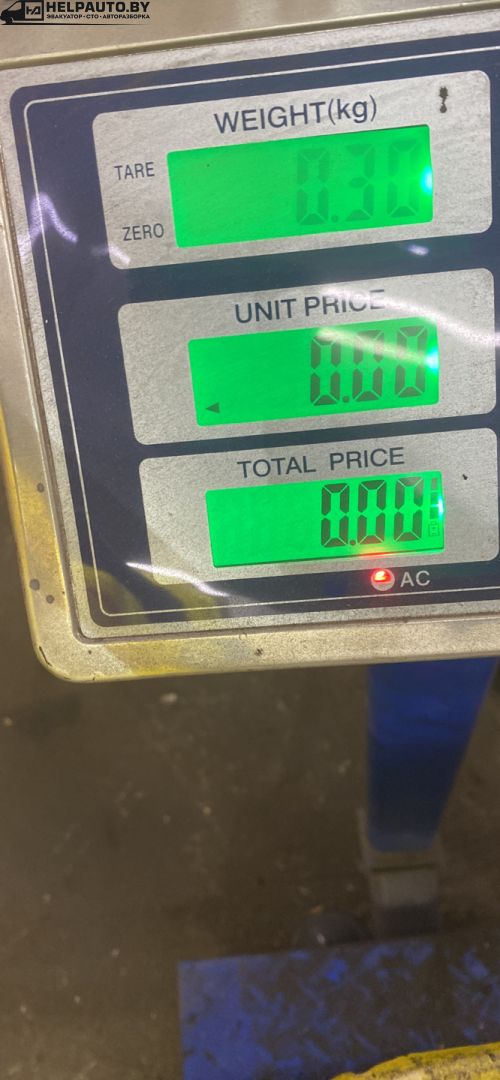 HELPAUTO.BY
ЭВАКУАТОР · СТО · АВТОРАЗБОРКА
WEIGHT(kg)
TARE
0.30
ZERO
UNIT PRICE
0.00
TOTAL PRICE
0.00
AC